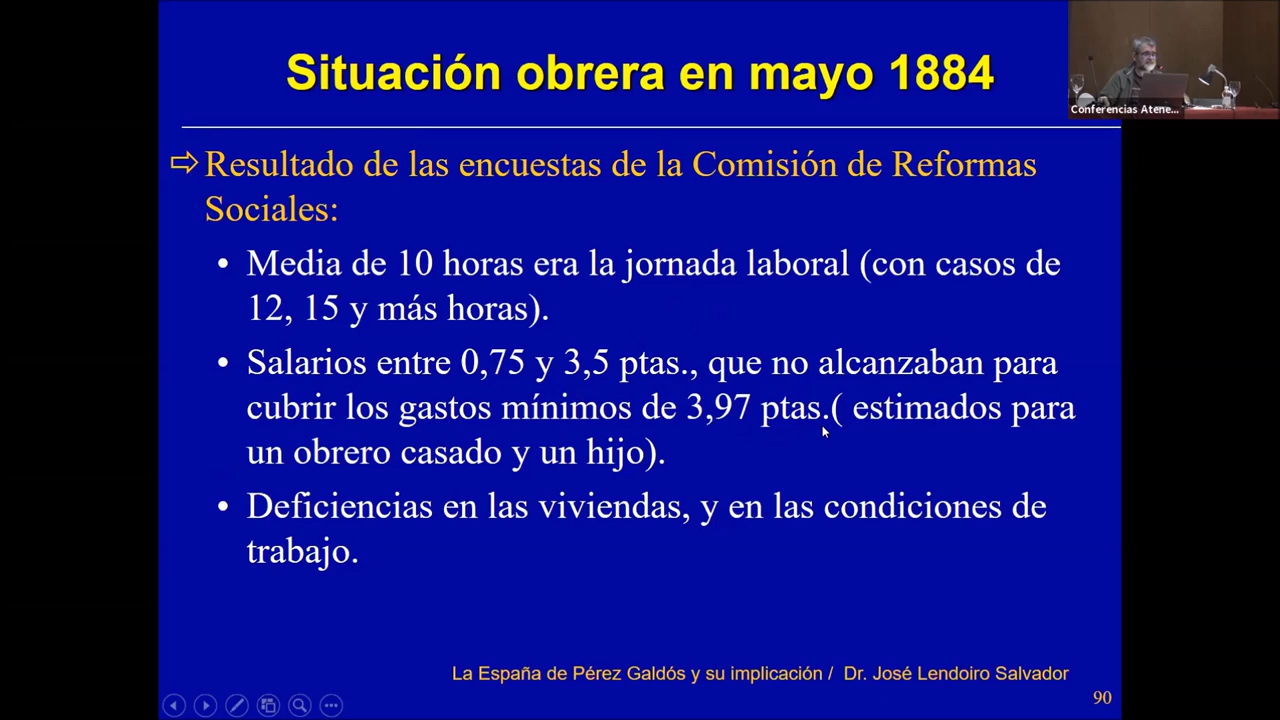 Situación obrera en mayo 1884
Conferencias Atene...
⇨ Resultado de las encuestas de la Comisión de Reformas
Sociales:
• Media de 10 horas era la jornada laboral (con casos de
12, 15 y más horas).
• Salarios entre 0,75 y 3,5 ptas., que no alcanzaban para
cubrir los gastos mínimos de 3,97 ptas.( estimados para
un obrero casado y un hijo).
• Deficiencias en las viviendas, y en las condiciones de
trabajo.
La España de Pérez Galdós y su implicación / Dr. José Lendoiro Salvador
90